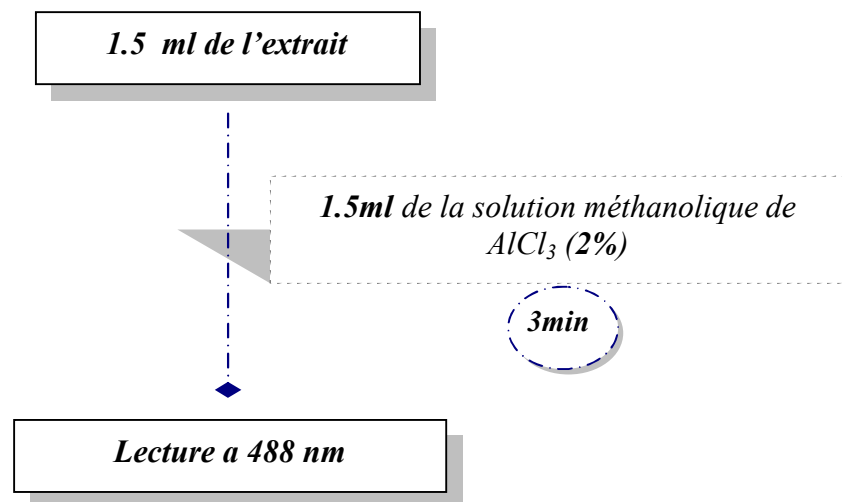 1.5 ml de l’extrait
1.5ml de la solution méthanolique de
AlCl₃ (2%)
3min
Lecture a 488 nm